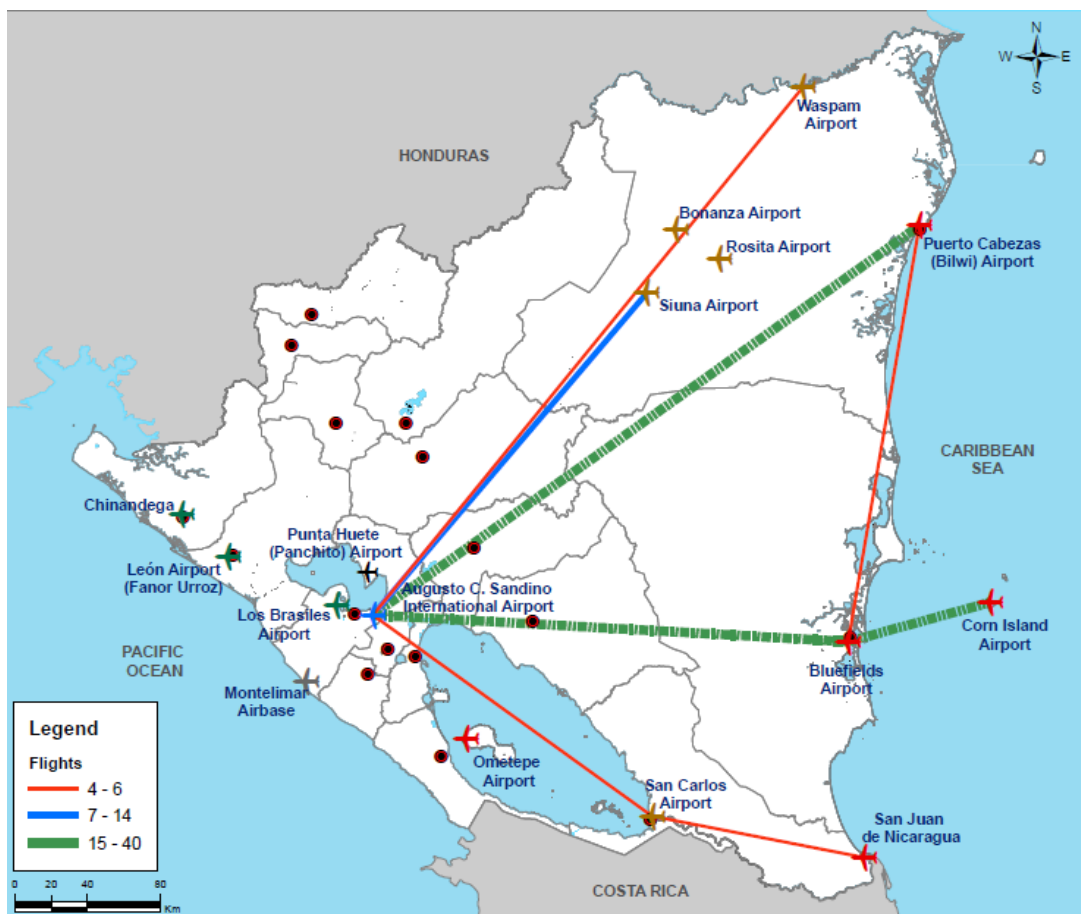 N
W E
S
Waspam
Airport
HONDURAS
Bonanza Airport
Rosita Airport
Puerto Cabezas
(Bilwi) Airport
Siuna Airport
CARIBBEAN
SEA
Chinandega
Punta Huete
(Panchito) Airport
León Airport
(Fanor Urroz)
Augusto C. Sandino
International Airport
Los Brasiles
Airport
Corn Island
Airport
PACIFIC
OCEAN
Bluefields
Airport
Montelimar
Airbase
Legend
Flights
4 - 6
7 - 14
15 - 40
Ometepe
Airport
San Carlos
Airport
San Juan
de Nicaragua
0 20 40 80
Km
COSTA RICA